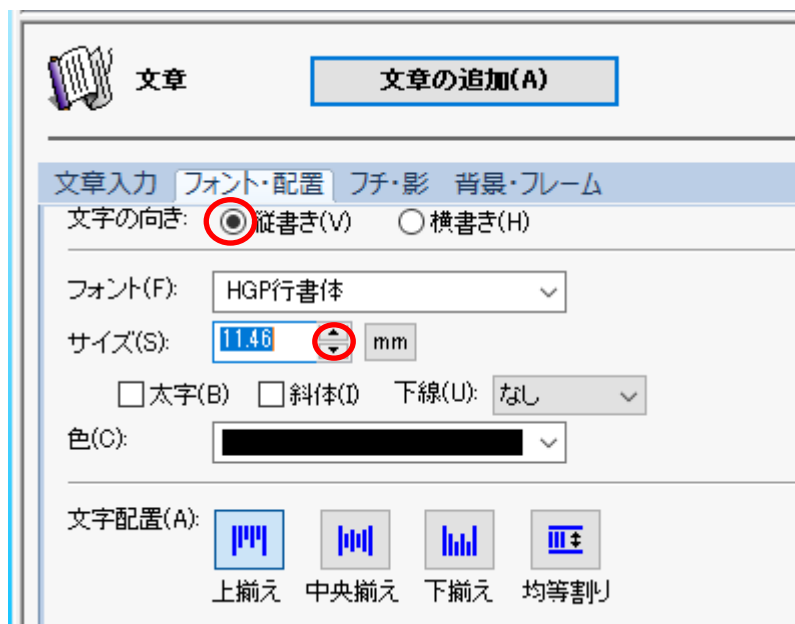 文章 文章の追加(A)
文章入力 フォント・配置 フチ・影 背景・フレーム
文字の向き: 縦書き(V) 横書き(H)
フォント(F): HGP行書体
サイズ(S): 11.46 mm
太字(B) 斜体(I) 下線(U): なし
色(C):
文字配置(A):
上揃え 中央揃え 下揃え 均等割り